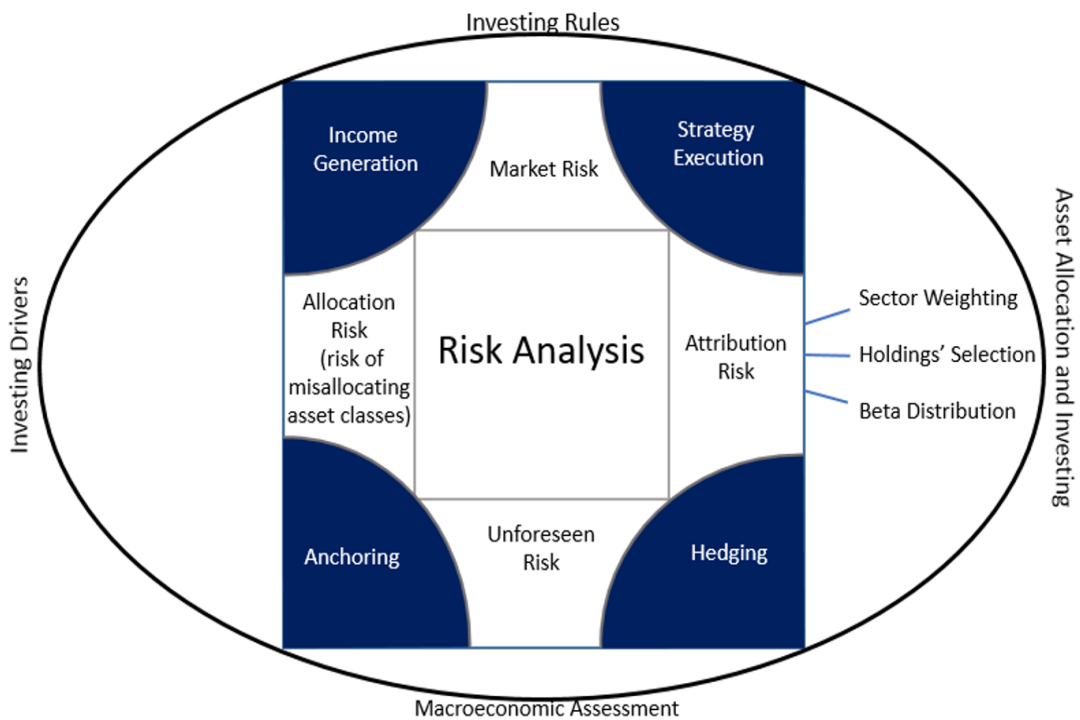 Investing Rules
Income
Generation
Strategy
Execution
Market Risk
Investing Drivers
Allocation
Risk
(risk of
misallocating
asset classes)
Risk Analysis
Attribution
Risk
Sector Weighting
Holdings’ Selection
Beta Distribution
Asset Allocation and Investing
Anchoring
Unforeseen
Risk
Hedging
Macroeconomic Assessment